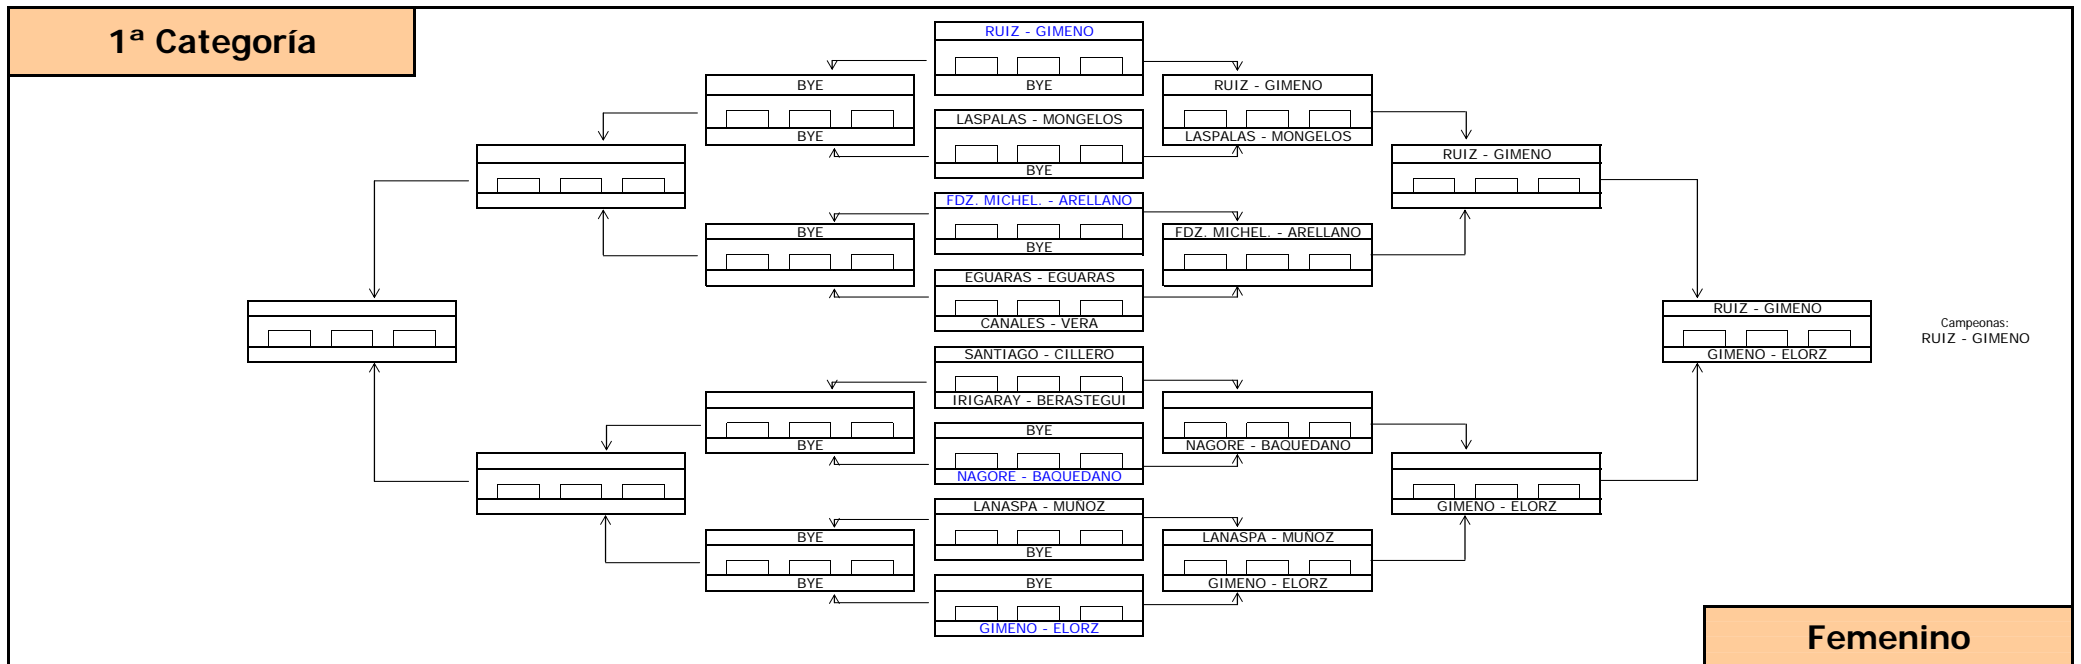 1ª Categoría
RUIZ - GIMENO
BYE
LASPALAS - MONGELOS
BYE
FDZ. MICHEL. - ARELLANO
BYE
EGUARAS - EGUARAS
CANALES - VERA
SANTIAGO - CILLERO
IRIGARAY - BERASTEGUI
BYE
NAGORE - BAQUEDANO
LANASPA - MUÑOZ
BYE
BYE
GIMENO - ELORZ
BYE
BYE
BYE
BYE
BYE
BYE
RUIZ - GIMENO
LASPALAS - MONGELOS
FDZ. MICHEL. - ARELLANO
NAGORE - BAQUEDANO
LANASPA - MUÑOZ
GIMENO - ELORZ
RUIZ - GIMENO
GIMENO - ELORZ
RUIZ - GIMENO
GIMENO - ELORZ
Campeonas:
RUIZ - GIMENO
Femenino